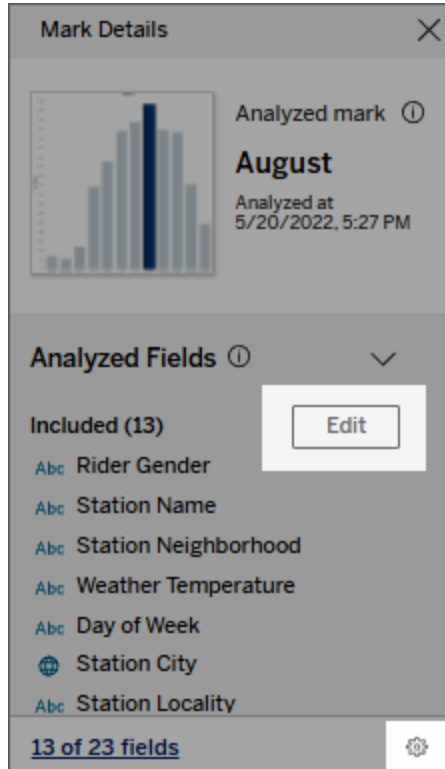 Mark Details
Analyzed mark
August
Analyzed at
5/20/2022, 5:27 PM
Analyzed Fields
Included (13)
Edit
Abc Rider Gender
Abc Station Name
Abc Station Neighborhood
Abc Weather Temperature
Abc Day of Week
Station City
Abc Station Locality
13 of 23 fields